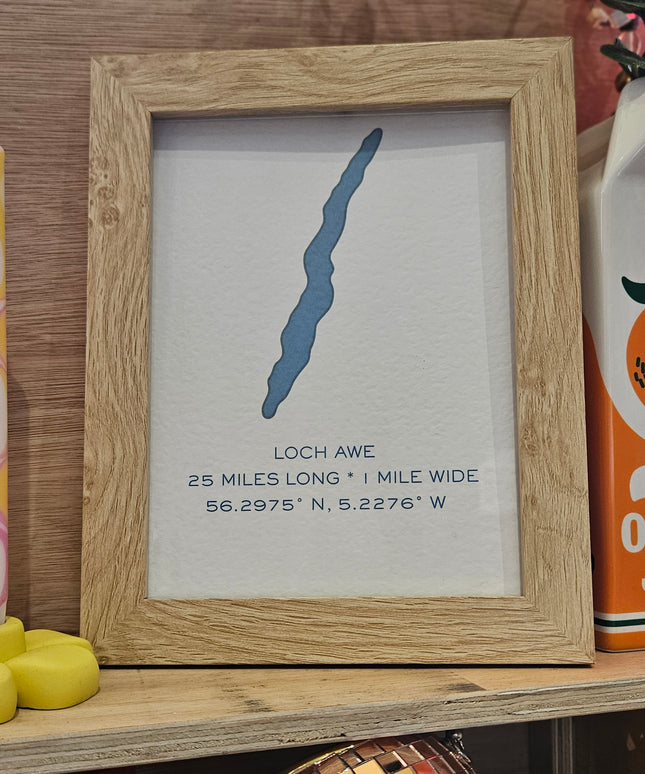 LOCH AWE
25 MILES LONG * 1 MILE WIDE
56.2975° N, 5.2276° W